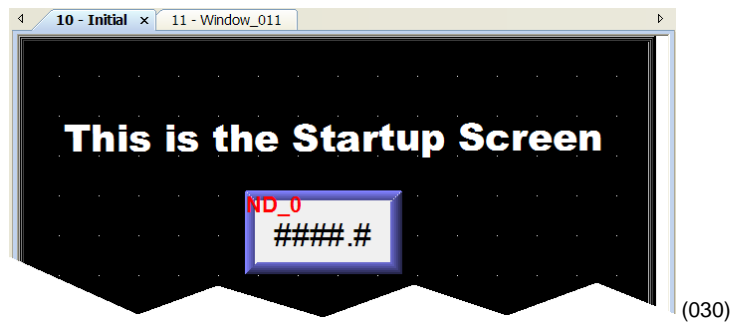 10 - Initial × 11 - Window_011
This is the Startup Screen
ND_0
####.#
(030)